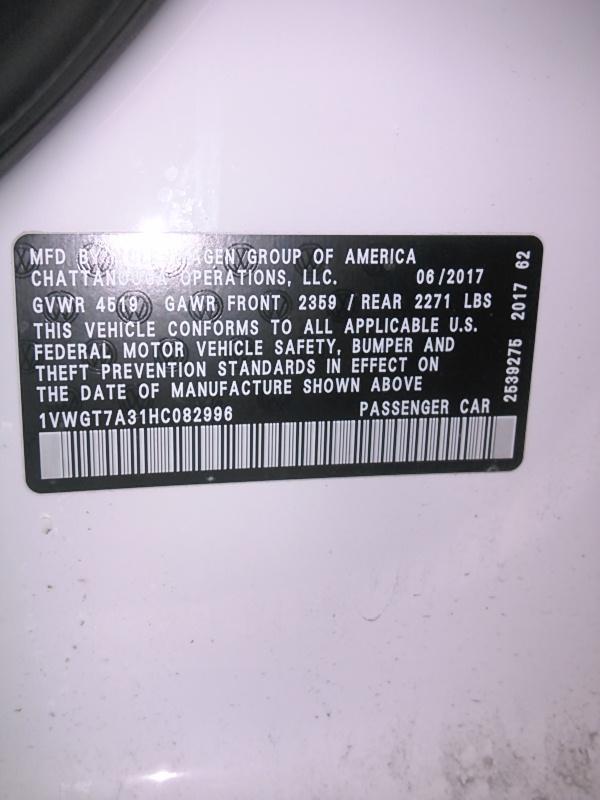 MFD BY AGEN GROUP OF AMERICA
CHATTANOOGA OPERATIONS, LLC. 06/2017
GVWR 4519 GAWR FRONT 2359 / REAR 2271 LBS
THIS VEHICLE CONFORMS TO ALL APPLICABLE U.S.
FEDERAL MOTOR VEHICLE SAFETY, BUMPER AND
THEFT PREVENTION STANDARDS IN EFFECT ON
THE DATE OF MANUFACTURE SHOWN ABOVE
1VWGT7A31HC082996 PASSENGER CAR
2539275 2017 62